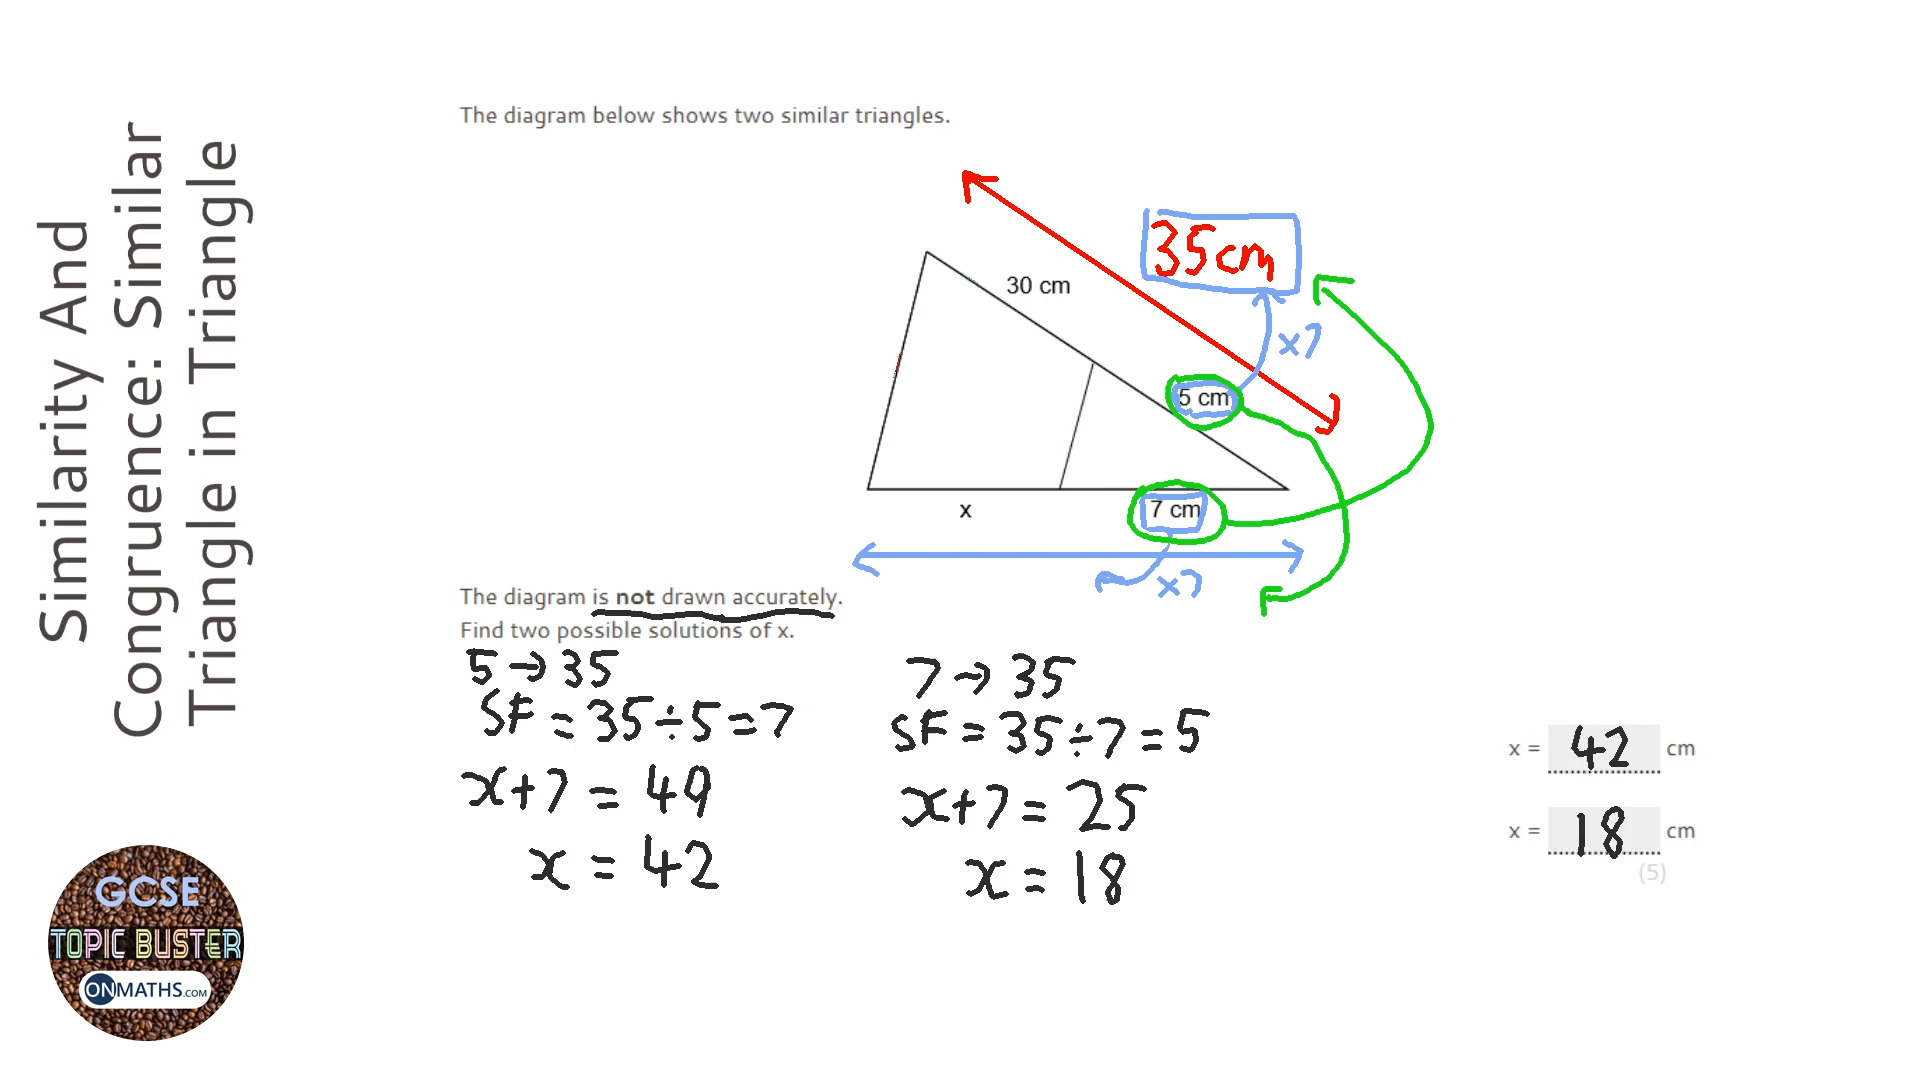 Similarity And
Congruence: Similar
Triangle in Triangle
The diagram below shows two similar triangles.
35cm
30 cm
x7
5 cm
x
7 cm
x7
The diagram is not drawn accurately.
Find two possible solutions of x.
5 → 35
SF = 35 ÷ 5 = 7
x + 7 = 49
x = 42
7 → 35
SF = 35 ÷ 7 = 5
x + 7 = 25
x = 18
x = 42 cm
x = 18 cm
(5)
GCSE
TOPIC BUSTER
ONMATHS.COM